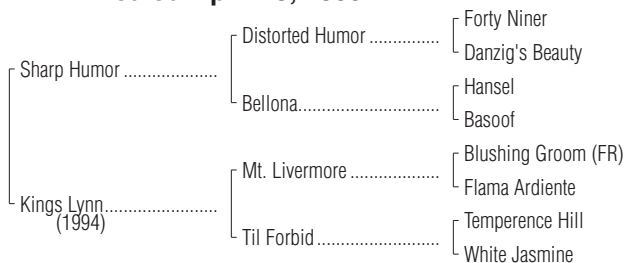 Forty Niner
Distorted Humor
Danzig's Beauty
Sharp Humor
Hansel
Bellona
Basoof
Blushing Groom (FR)
Mt. Livermore
Flama Ardiente
Kings Lynn
(1994)
Temperence Hill
Til Forbid
White Jasmine